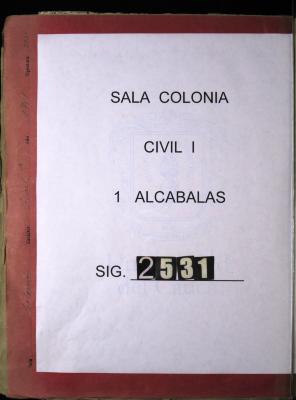 SALA COLONIA
CIVIL I
1 ALCABALAS
SIG. 2531